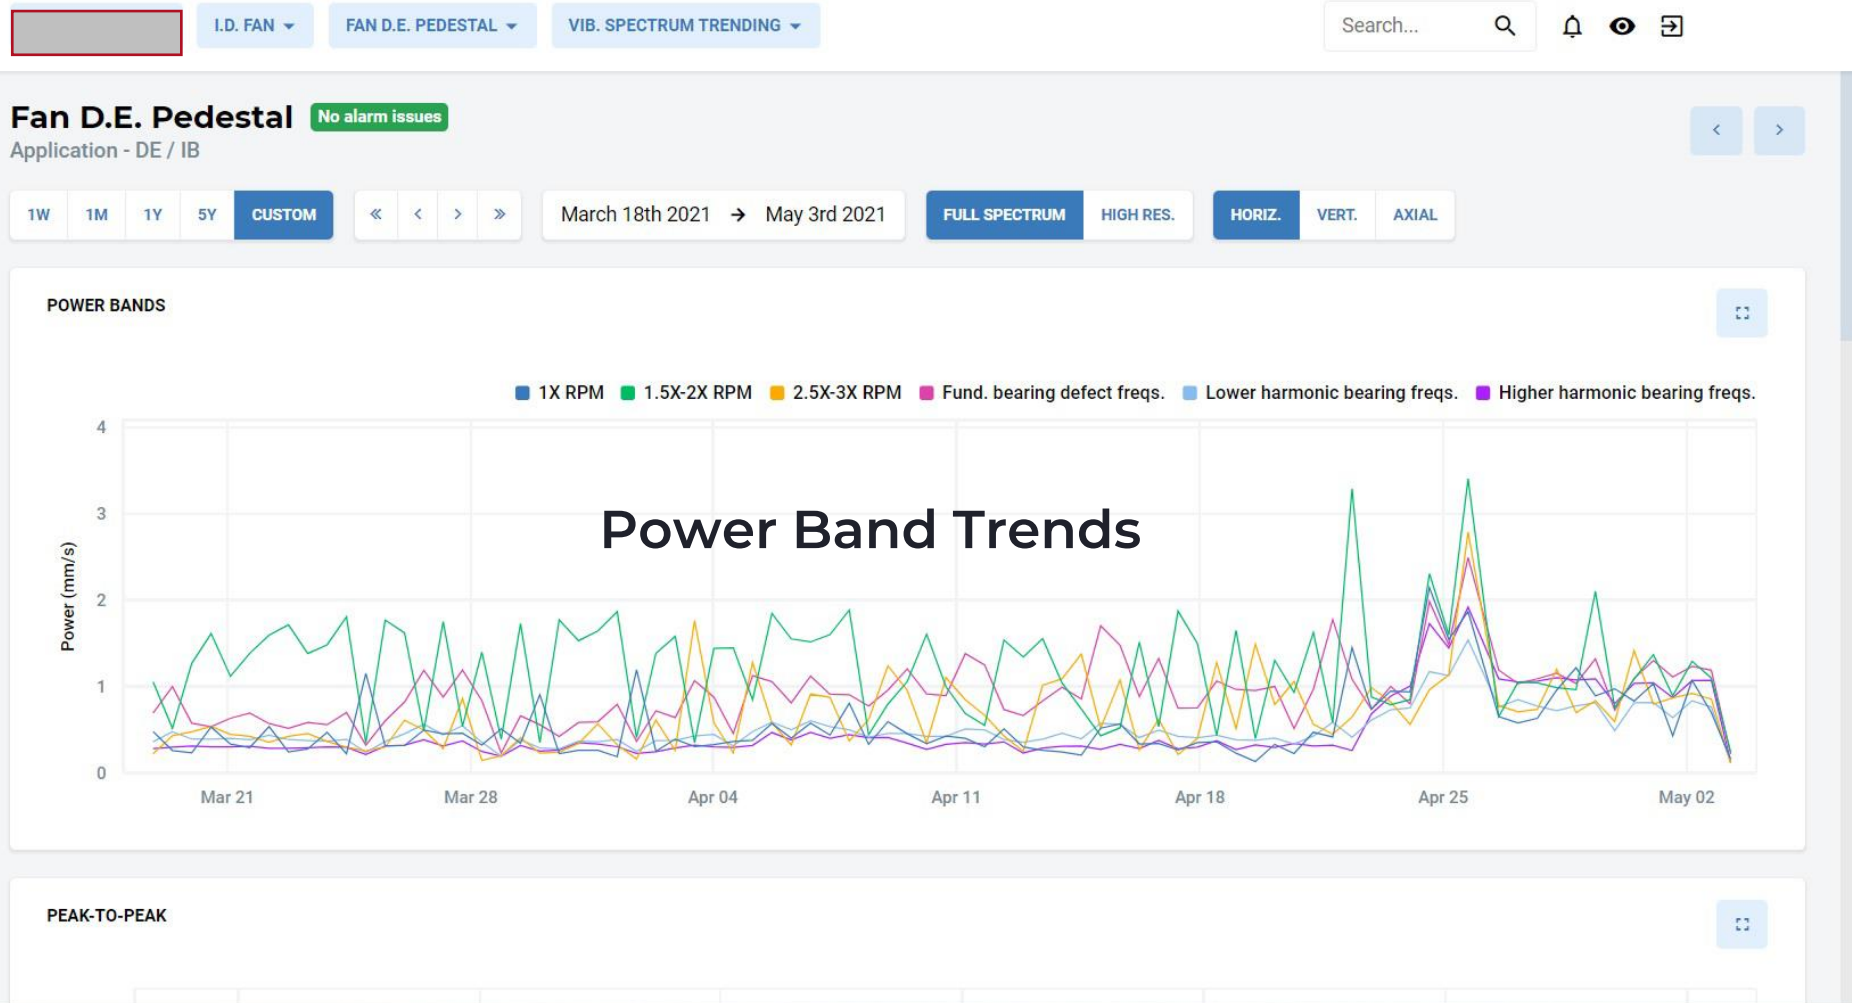 I.D. FAN
FAN D.E. PEDESTAL
VIB. SPECTRUM TRENDING
Search...
Fan D.E. Pedestal
No alarm issues
Application - DE / IB
1W 1M 1Y 5Y CUSTOM
« ‹ › »
March 18th 2021 → May 3rd 2021
FULL SPECTRUM HIGH RES.
HORIZ. VERT. AXIAL
POWER BANDS
1X RPM 1.5X-2X RPM 2.5X-3X RPM Fund. bearing defect freqs. Lower harmonic bearing freqs. Higher harmonic bearing freqs.
4
3
2
1
0
Power (mm/s)
Power Band Trends
Mar 21 Mar 28 Apr 04 Apr 11 Apr 18 Apr 25 May 02
PEAK-TO-PEAK